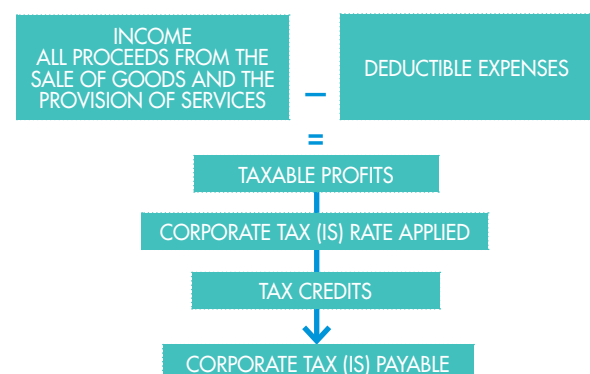 INCOME
ALL PROCEEDS FROM THE
SALE OF GOODS AND THE
PROVISION OF SERVICES
–
DEDUCTIBLE EXPENSES
=
TAXABLE PROFITS
CORPORATE TAX (IS) RATE APPLIED
TAX CREDITS
CORPORATE TAX (IS) PAYABLE